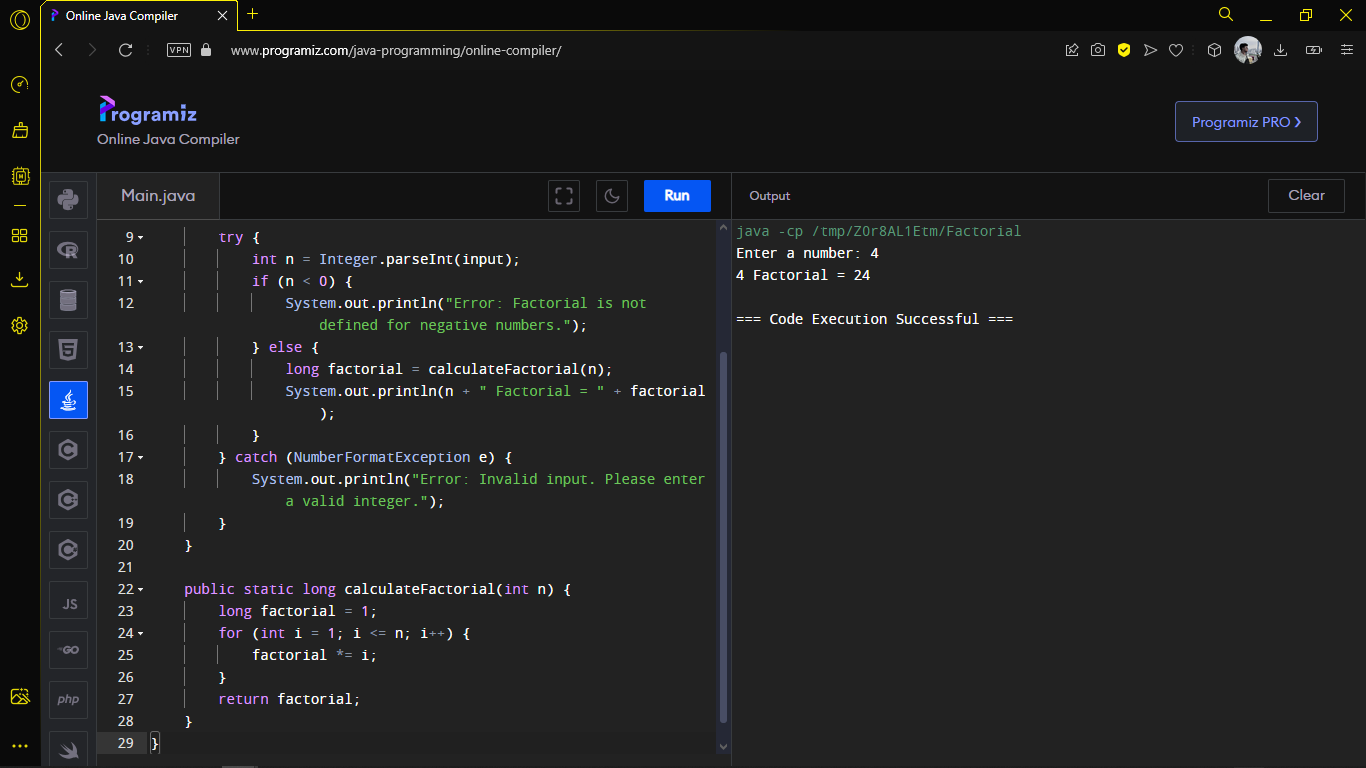 Online Java Compiler
VPN
www.programiz.com/java-programming/online-compiler/
Programiz
Online Java Compiler
Programiz PRO ❯
Main.java
Run
Output
Clear
9 try {
10 int n = Integer.parseInt(input);
11 if (n < 0) {
12 System.out.println("Error: Factorial is not
defined for negative numbers.");
13 } else {
14 long factorial = calculateFactorial(n);
15 System.out.println(n + " Factorial = " + factorial
);
16 }
17 } catch (NumberFormatException e) {
18 System.out.println("Error: Invalid input. Please enter
a valid integer.");
19 }
20 }
21
22 public static long calculateFactorial(int n) {
23 long factorial = 1;
24 for (int i = 1; i <= n; i++) {
25 factorial *= i;
26 }
27 return factorial;
28 }
29 }
java -cp /tmp/ZOr8AL1Etm/Factorial
Enter a number: 4
4 Factorial = 24
=== Code Execution Successful ===
JS
GO
php